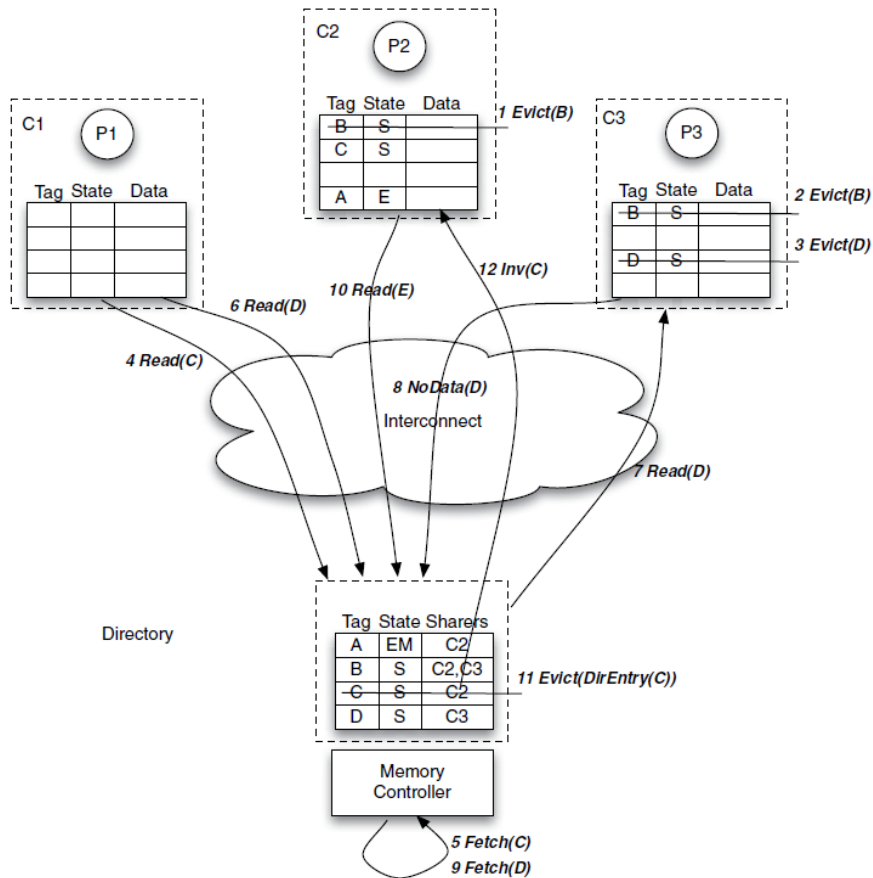 C2
P2
Tag State Data
B S
C S
A E
1 Evict(B)
C1
P1
Tag State Data
C3
P3
Tag State Data
B S
D S
2 Evict(B)
3 Evict(D)
12 Inv(C)
10 Read(E)
6 Read(D)
4 Read(C)
8 NoData(D)
Interconnect
7 Read(D)
Directory
Tag State Sharers
A EM C2
B S C2,C3
C S C2
D S C3
11 Evict(DirEntry(C))
Memory
Controller
5 Fetch(C)
9 Fetch(D)